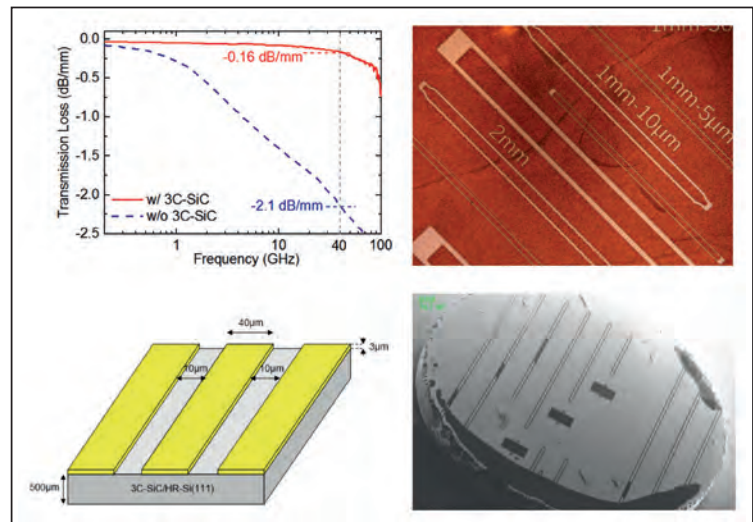 0.0
-0.5
-1.0
-1.5
-2.0
-2.5
Transmission Loss (dB/mm)
-0.16 dB/mm
w/ 3C-SiC
w/o 3C-SiC
-2.1 dB/mm
1
10
40
100
Frequency (GHz)
1mm-5µm
1mm-10µm
2mm
40µm
3µm
10µm
10µm
500µm
3C-SiC/HR-Si(111)